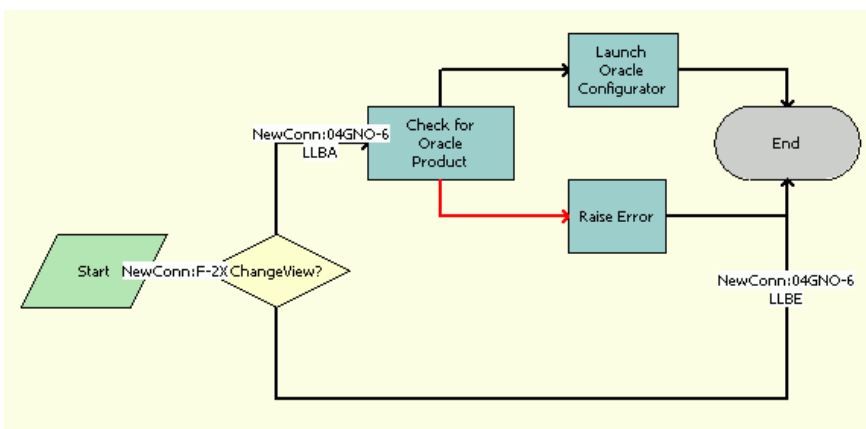 Launch
Oracle
Configurator
NewConn:04GNO-6
LLBA
Check for
Oracle
Product
End
Raise Error
Start
NewConn:F-2X
ChangeView?
NewConn:04GNO-6
LLBE